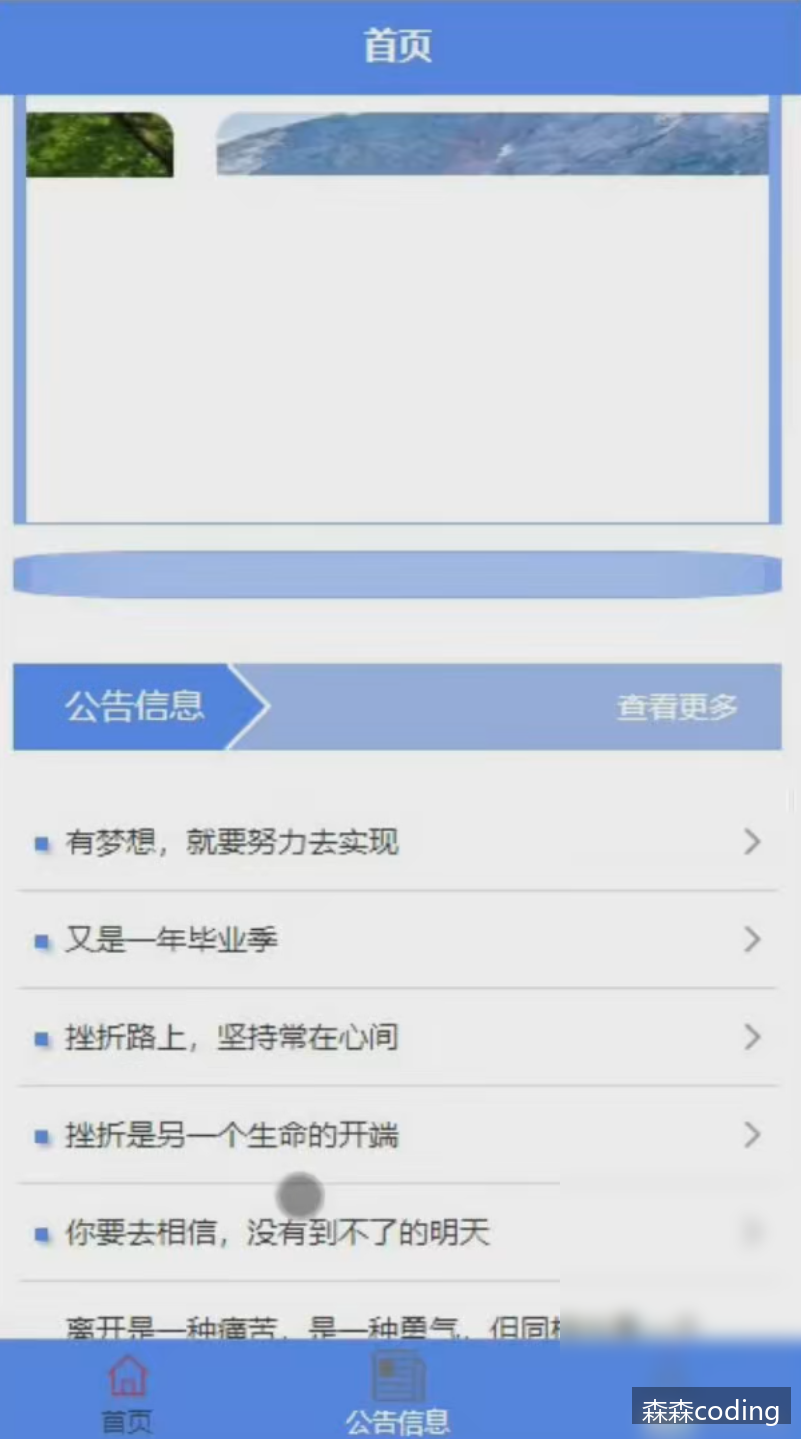 首页
公告信息
查看更多
有梦想，就要努力去实现
又是一年毕业季
挫折路上，坚持常在心间
挫折是另一个生命的开端
你要去相信，没有到不了的明天
离开是一种痛苦，是一种勇气，但同
首页
公告信息
森森coding